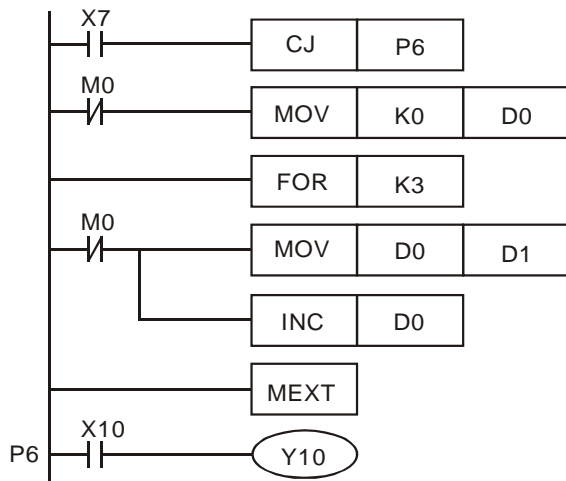 X7
CJ P6
M0
MOV K0 D0
FOR K3
M0
MOV D0 D1
INC D0
MEXT
X10
P6 Y10